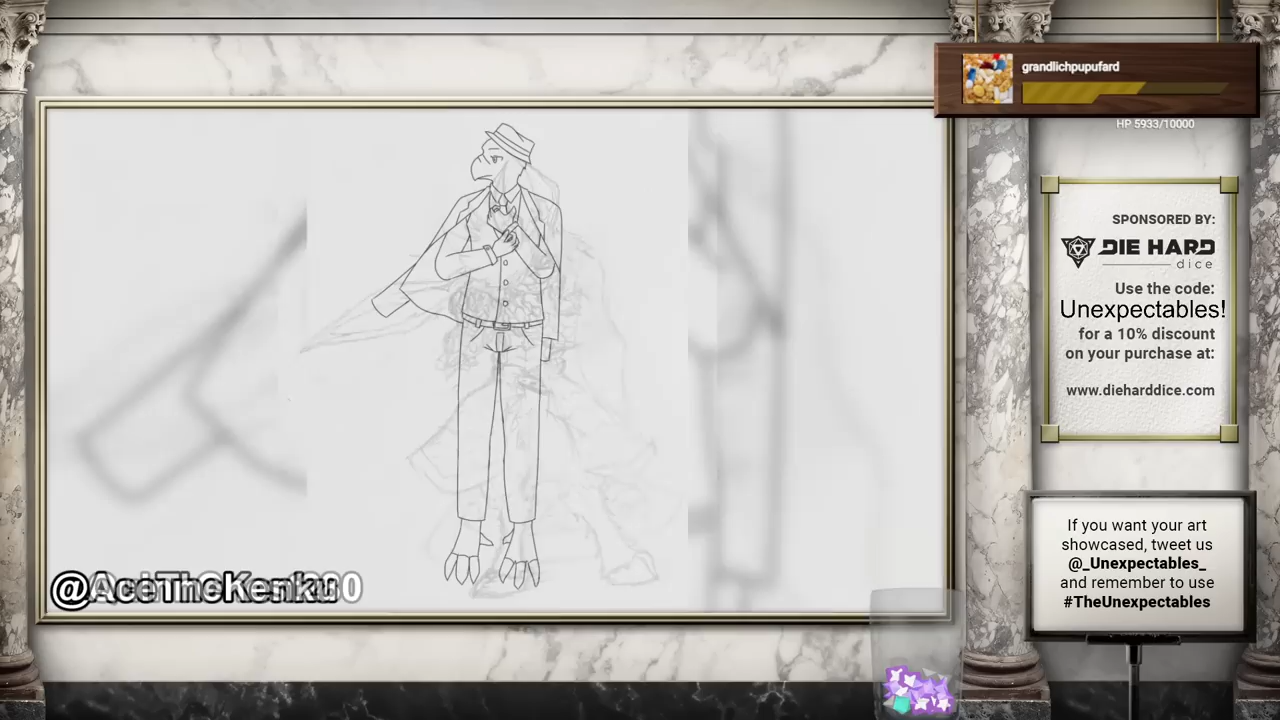 grandlichpupufard
HP 5933/10000
SPONSORED BY:
DIE HARD
dice
Use the code:
Unexpectables!
for a 10% discount
on your purchase at:
www.dieharddice.com
If you want your art
showcased, tweet us
@_Unexpectables_
and remember to use
#TheUnexpectables
@AceTheKenku